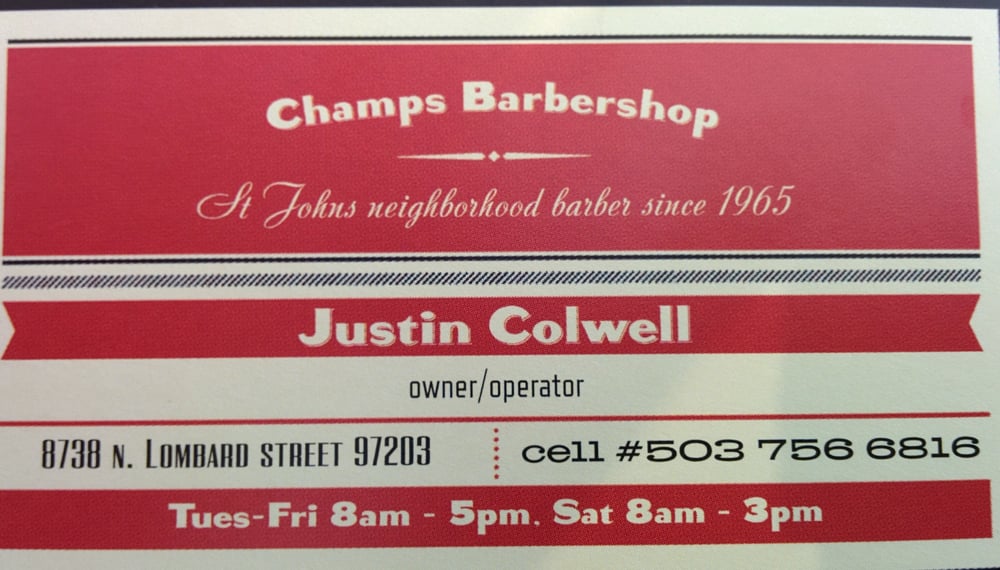 Champs Barbershop
St Johns neighborhood barber since 1965
Justin Colwell
owner/operator
8738 N. Lombard Street 97203
cell #503 756 6816
Tues-Fri 8am - 5pm. Sat 8am - 3pm